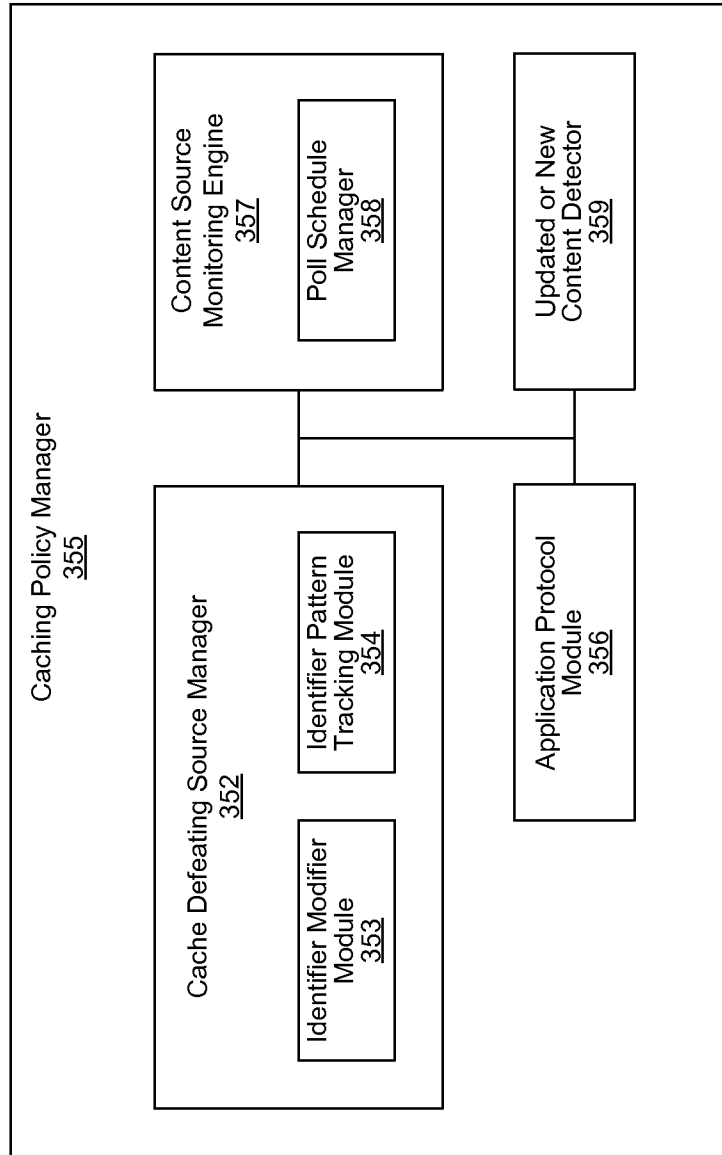 Caching Policy Manager
355
Cache Defeating Source Manager
352
Identifier Modifier
Module
353
Identifier Pattern
Tracking Module
354
Content Source
Monitoring Engine
357
Poll Schedule
Manager
358
Application Protocol
Module
356
Updated or New
Content Detector
359